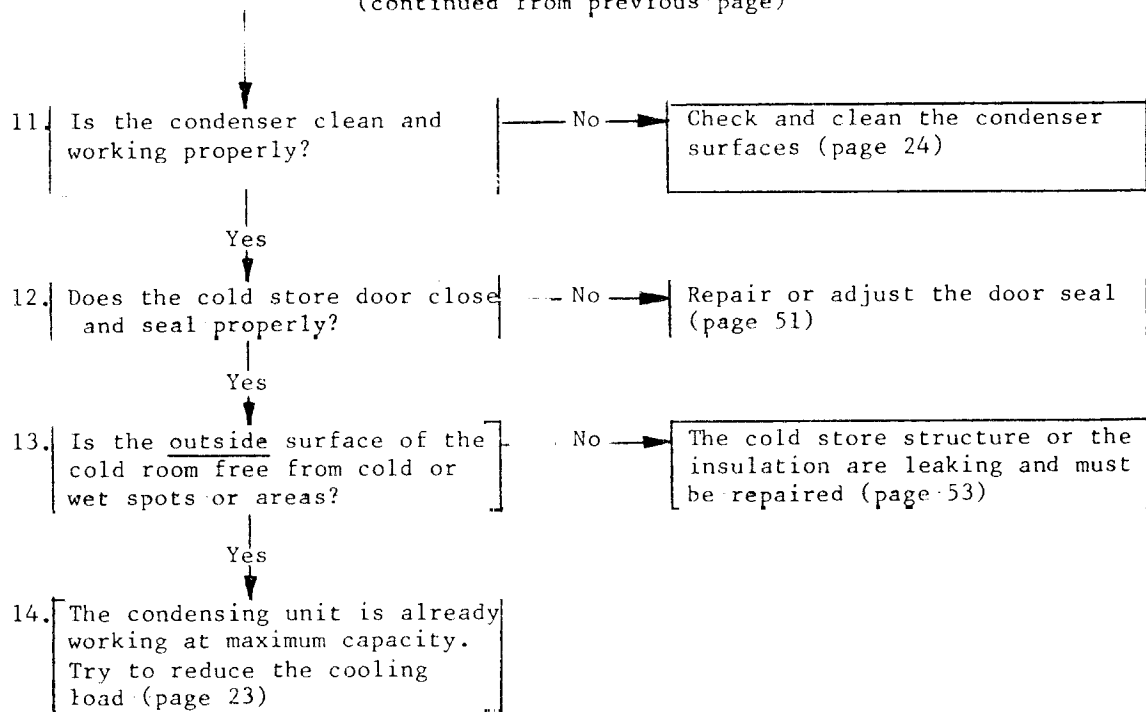 (continued from previous page)
11. Is the condenser clean and working properly?
No
Check and clean the condenser
surfaces (page 24)
Yes
12. Does the cold store door close
and seal properly?
No
Repair or adjust the door seal
(page 51)
Yes
13. Is the outside surface of the
cold room free from cold or
wet spots or areas?
No
The cold store structure or the
insulation are leaking and must
be repaired (page 53)
Yes
14. The condensing unit is already
working at maximum capacity.
Try to reduce the cooling
load (page 23)